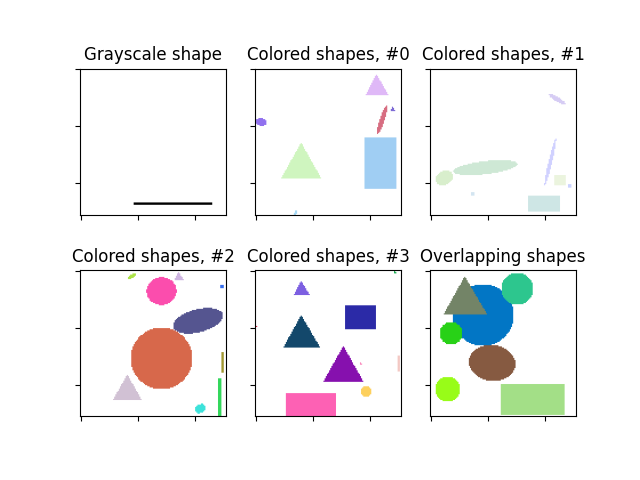 Grayscale shape
Colored shapes, #0
Colored shapes, #1
Colored shapes, #2
Colored shapes, #3
Overlapping shapes